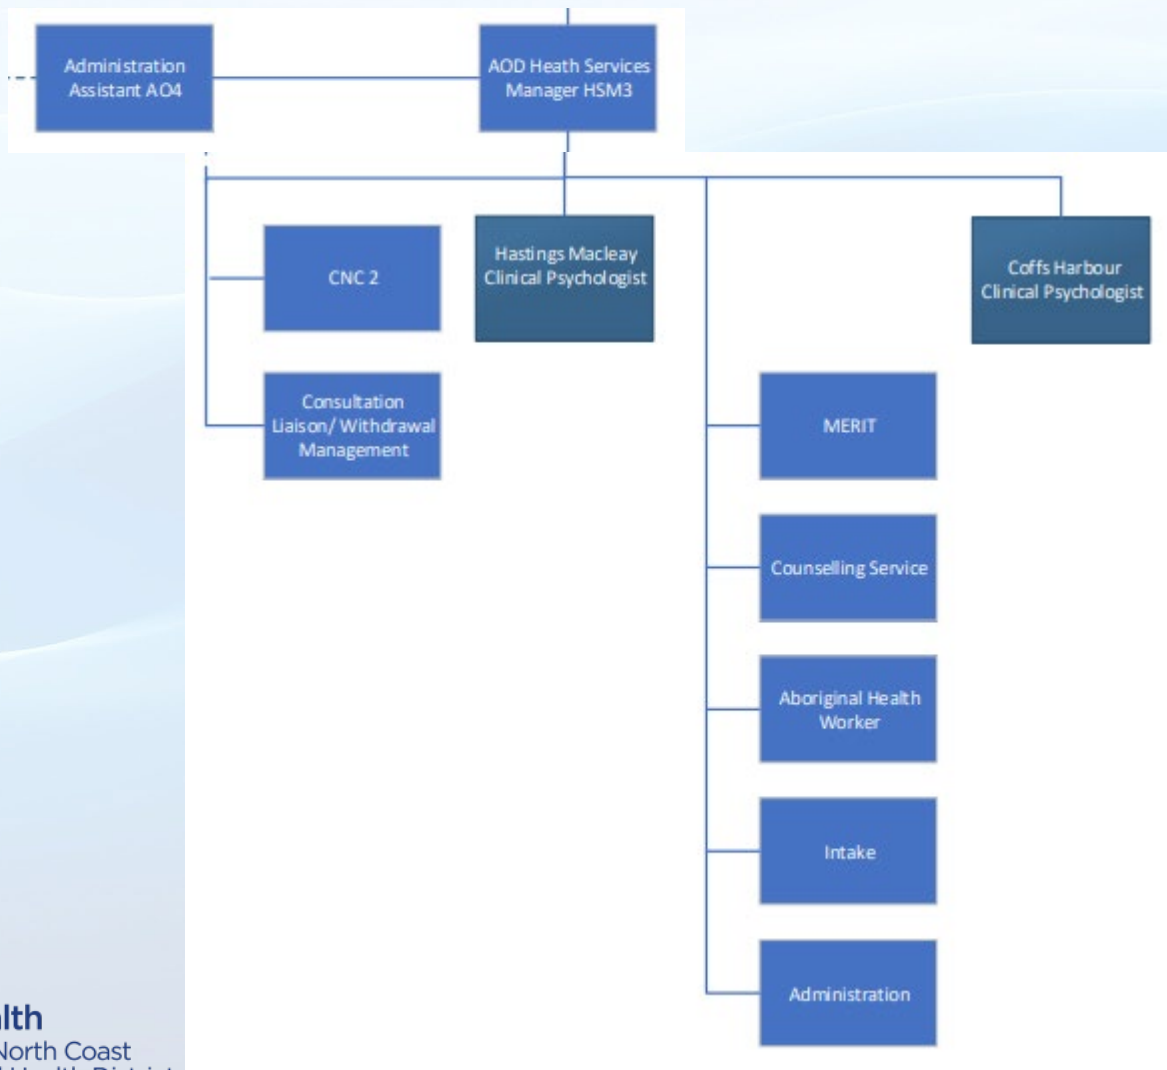 Administration
Assistant AO4
AOD Heath Services
Manager HSM3
CNC 2
Hastings Macleay
Clinical Psychologist
Coffs Harbour
Clinical Psychologist
Consultation
Liaison/ Withdrawal
Management
MERIT
Counselling Service
Aboriginal Health
Worker
Intake
Administration
North Coast